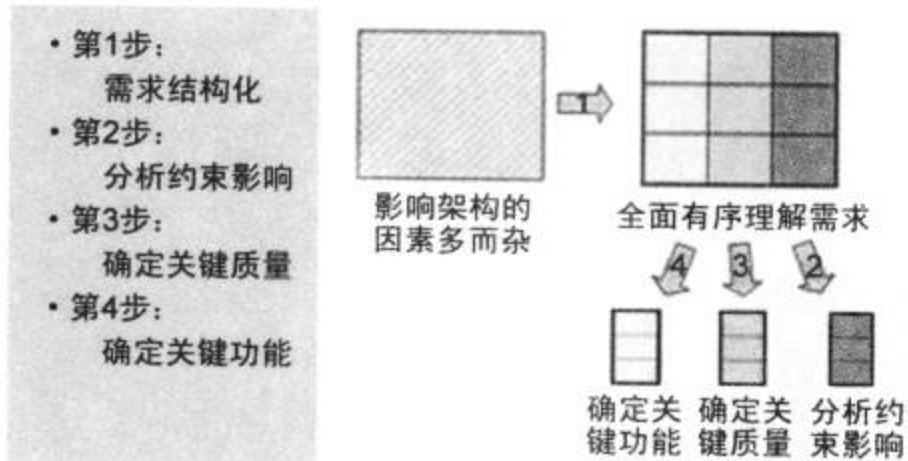 • 第1步：
需求结构化
• 第2步：
分析约束影响
• 第3步：
确定关键质量
• 第4步：
确定关键功能
影响架构的
因素多而杂
1
全面有序理解需求
4 3 2
确定关
键功能
确定关
键质量
分析约
束影响